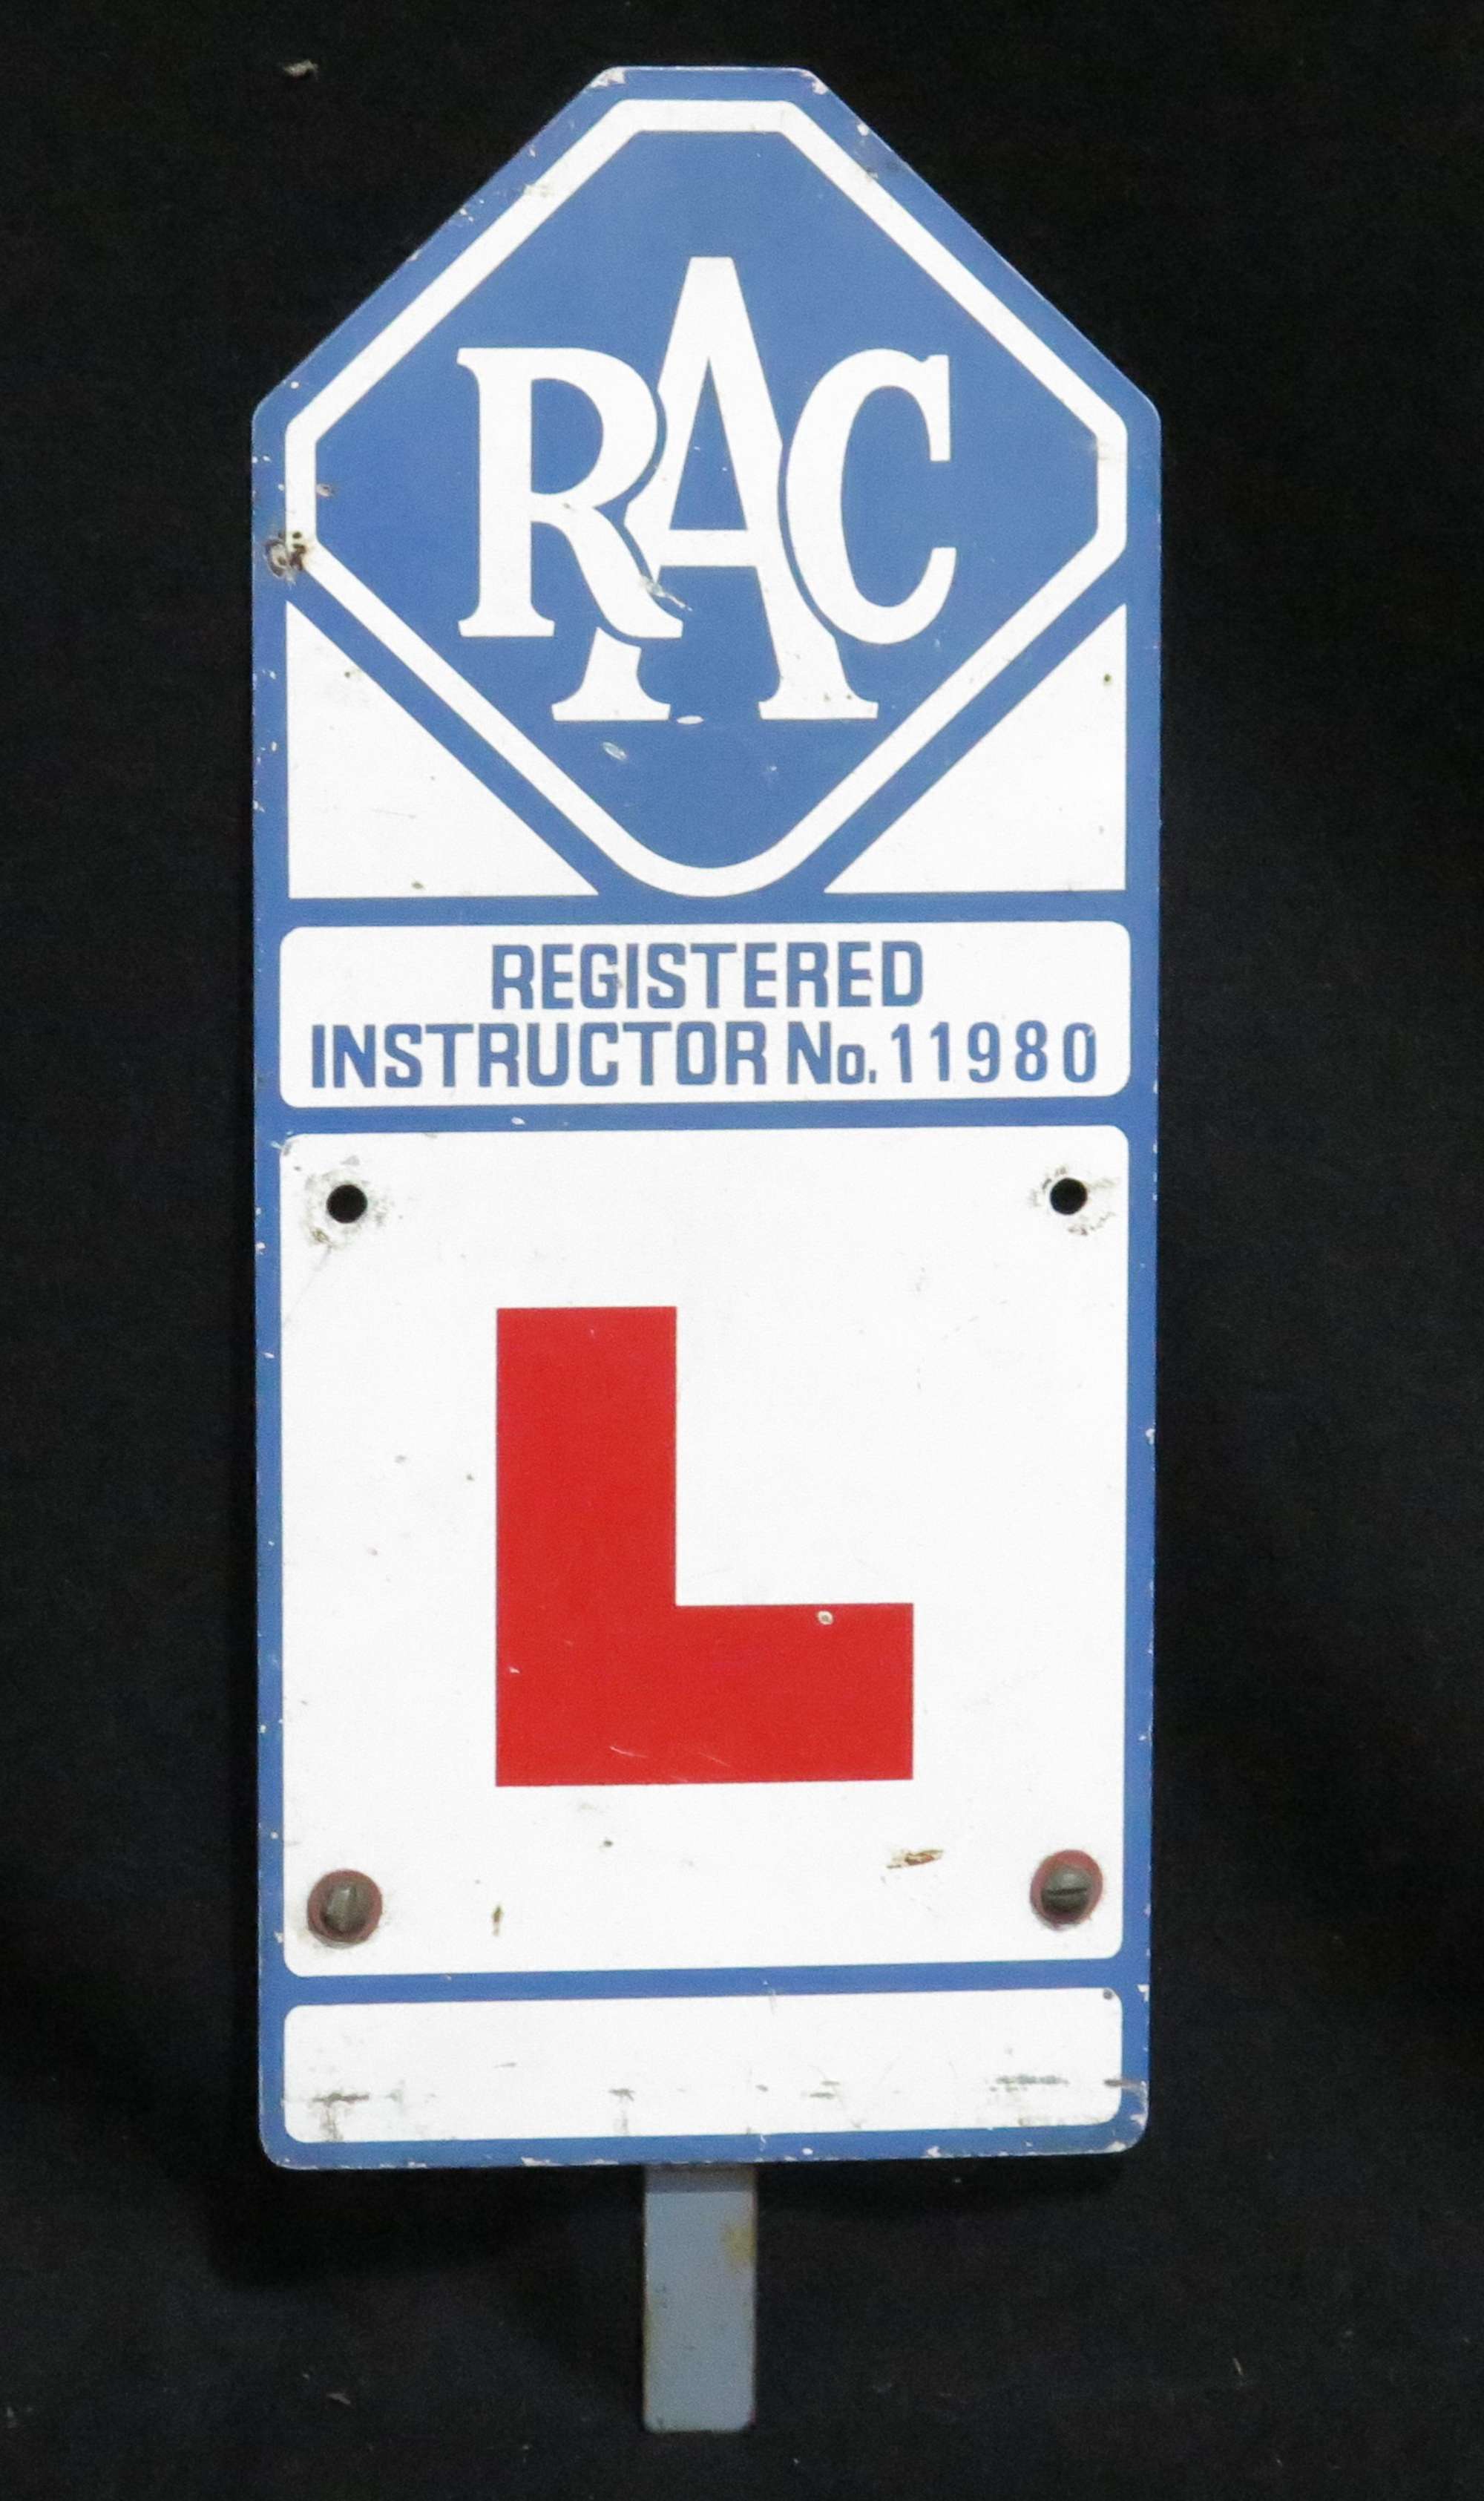 RAC
REGISTERED
INSTRUCTOR No. 11980
L